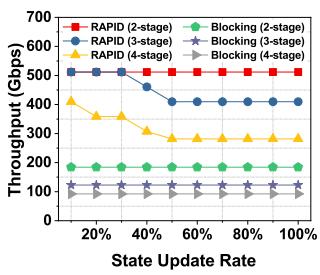 700
600
500
400
300
200
100
0
Throughput (Gbps)
RAPID (2-stage) Blocking (2-stage)
RAPID (3-stage) Blocking (3-stage)
RAPID (4-stage) Blocking (4-stage)
20% 40% 60% 80% 100%
State Update Rate